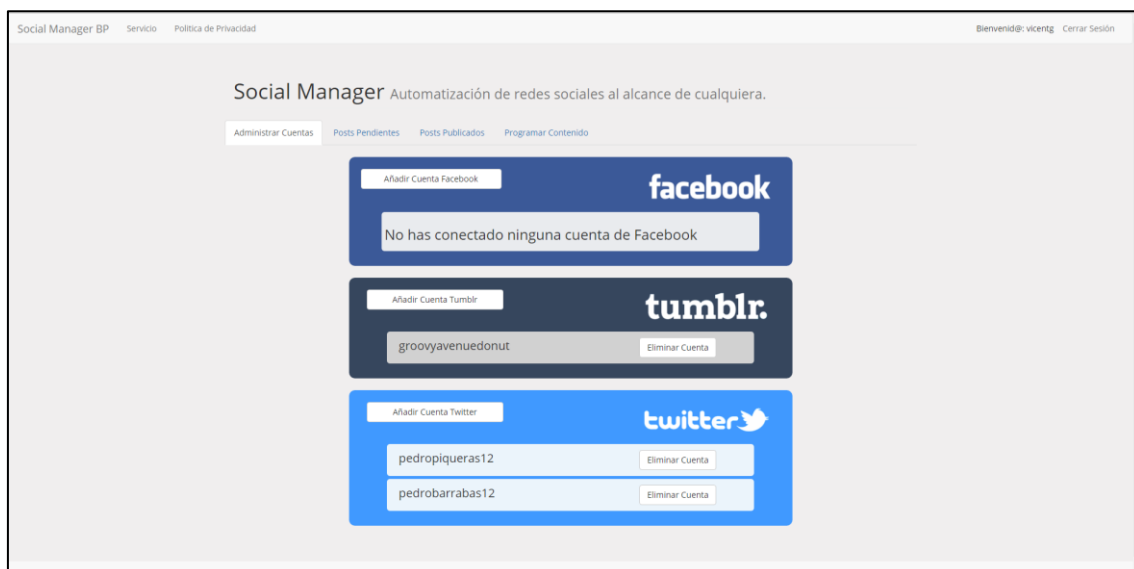 Social Manager BP Servicio Politica de Privacidad Bienvenid@: vicentg Cerrar Sesión
Social Manager Automatización de redes sociales al alcance de cualquiera.
Administrar Cuentas Posts Pendientes Posts Publicados Programar Contenido
Añadir Cuenta Facebook facebook
No has conectado ninguna cuenta de Facebook
Añadir Cuenta Tumblr tumblr.
groovyavenuedonut Eliminar Cuenta
Añadir Cuenta Twitter twitter
pedropiqueras12 Eliminar Cuenta
pedrobarrabas12 Eliminar Cuenta